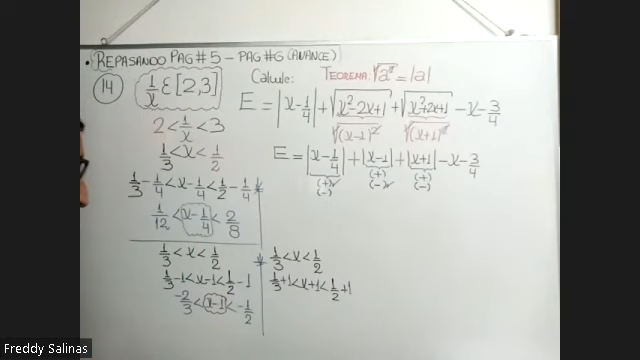 • REPASANDO PAG#5 - PAG#6 (AVANCE)
14
1/x ∈ [2,3]
Calcule:
TEOREMA: √a² = |a|
E = |x - 1/4| + √(x²-2x+1) + √(x²+2x+1) - x - 3/4
√(x-1)² √(x+1)²
2 < 1/x < 3
1/3 < x < 1/2
E = |x - 1/4| + |x-1| + |x+1| - x - 3/4
(+) (+) (+)
(-) (-) (-)
1/3 - 1/4 < x - 1/4 < 1/2 - 1/4
1/12 < x - 1/4 < 2/8
1/3 < x < 1/2
1/3 - 1 < x - 1 < 1/2 - 1
-2/3 < x-1 < -1/2
* 1/3 < x < 1/2
1/3 + 1 < x + 1 < 1/2 + 1
Freddy Salinas